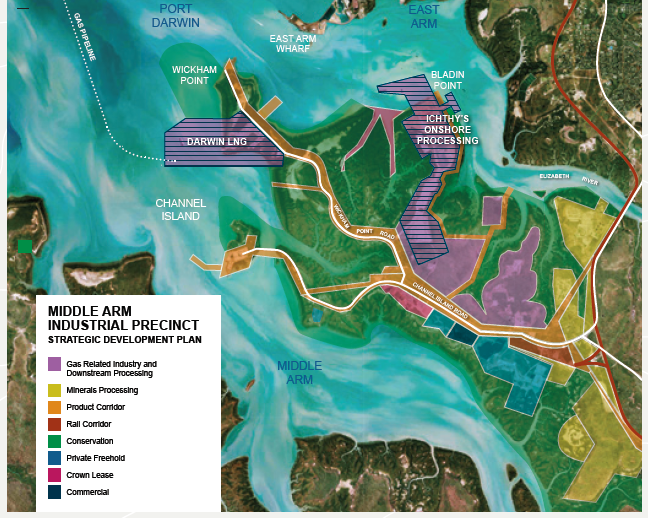 PORT
DARWIN
EAST
ARM
GAS PIPELINE
EAST ARM
WHARF
WICKHAM
POINT
BLADIN
POINT
ICHTHY'S
ONSHORE
PROCESSING
DARWIN LNG
ELIZABETH RIVER
CHANNEL
ISLAND
WICKHAM POINT ROAD
CHANNEL ISLAND ROAD
MIDDLE
ARM
MIDDLE ARM
INDUSTRIAL PRECINCT
STRATEGIC DEVELOPMENT PLAN
Gas Related Industry and
Downstream Processing
Minerals Processing
Product Corridor
Rail Corridor
Conservation
Private Freehold
Crown Lease
Commercial